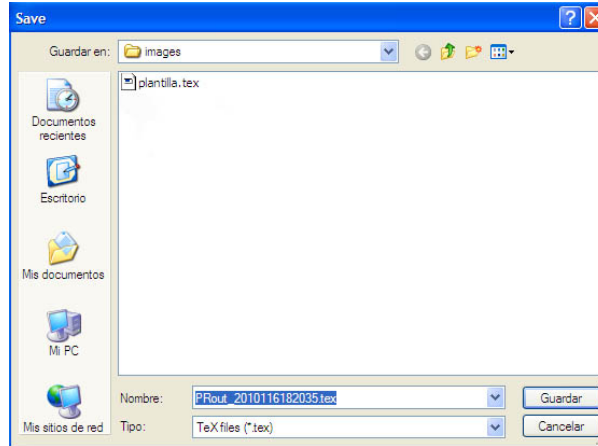 Save
Guardar en: images
plantilla.tex
Documentos
recientes
Escritorio
Mis documentos
Mi PC
Mis sitios de red
Nombre: PRout_2010116182035.tex Guardar
Tipo: TeX files (*.tex) Cancelar